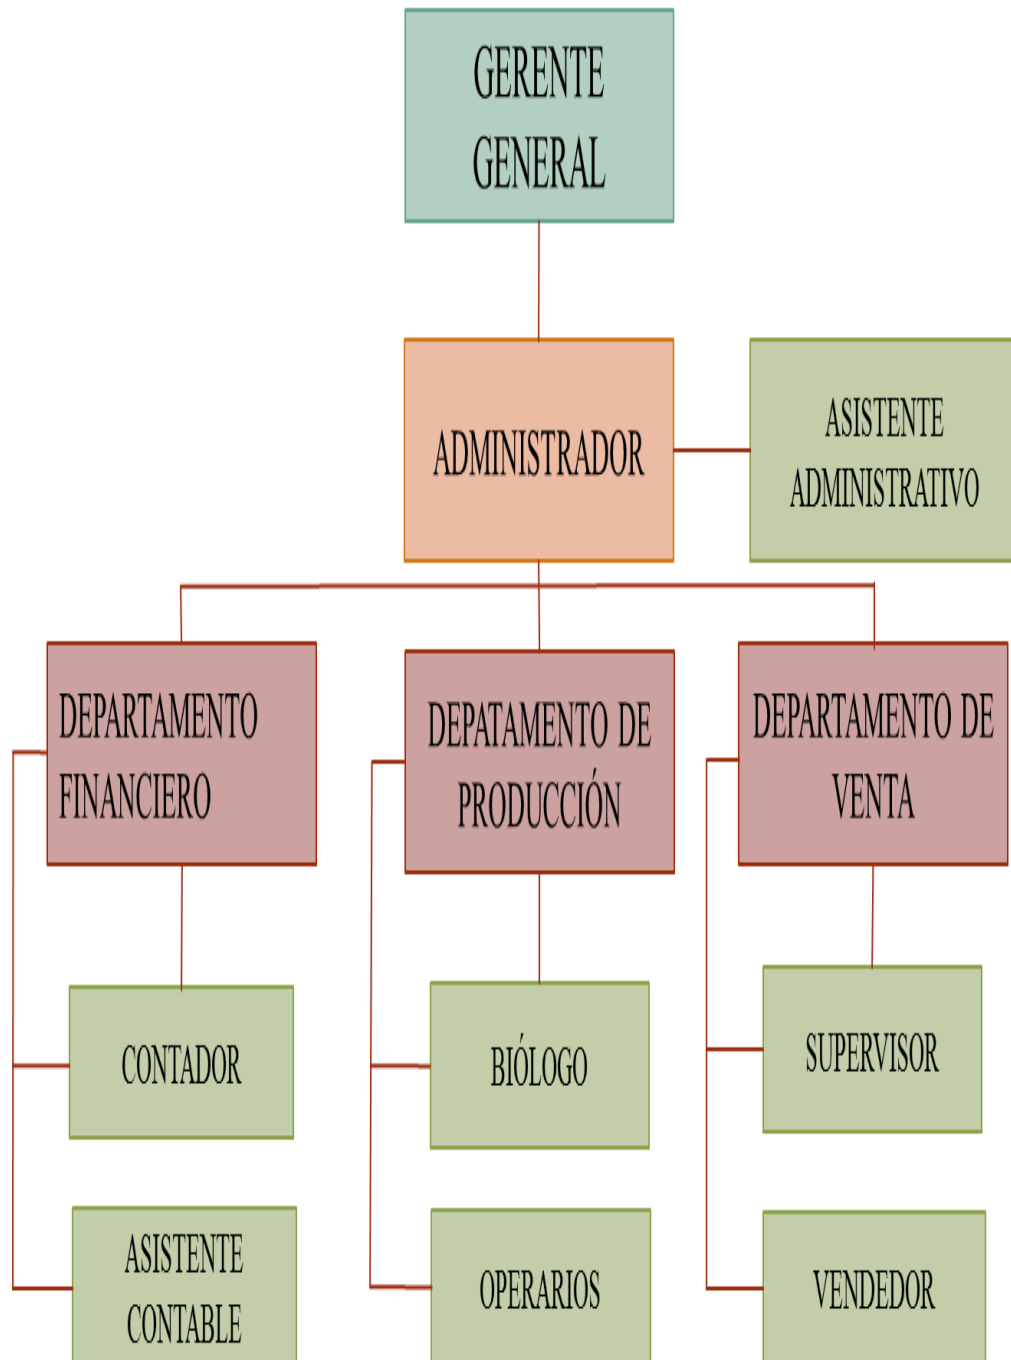 GERENTE
GENERAL
ADMINISTRADOR
ASISTENTE
ADMINISTRATIVO
DEPARTAMENTO
FINANCIERO
DEPATAMENTO DE
PRODUCCIÓN
DEPARTAMENTO DE
VENTA
CONTADOR
BIÓLOGO
SUPERVISOR
ASISTENTE
CONTABLE
OPERARIOS
VENDEDOR